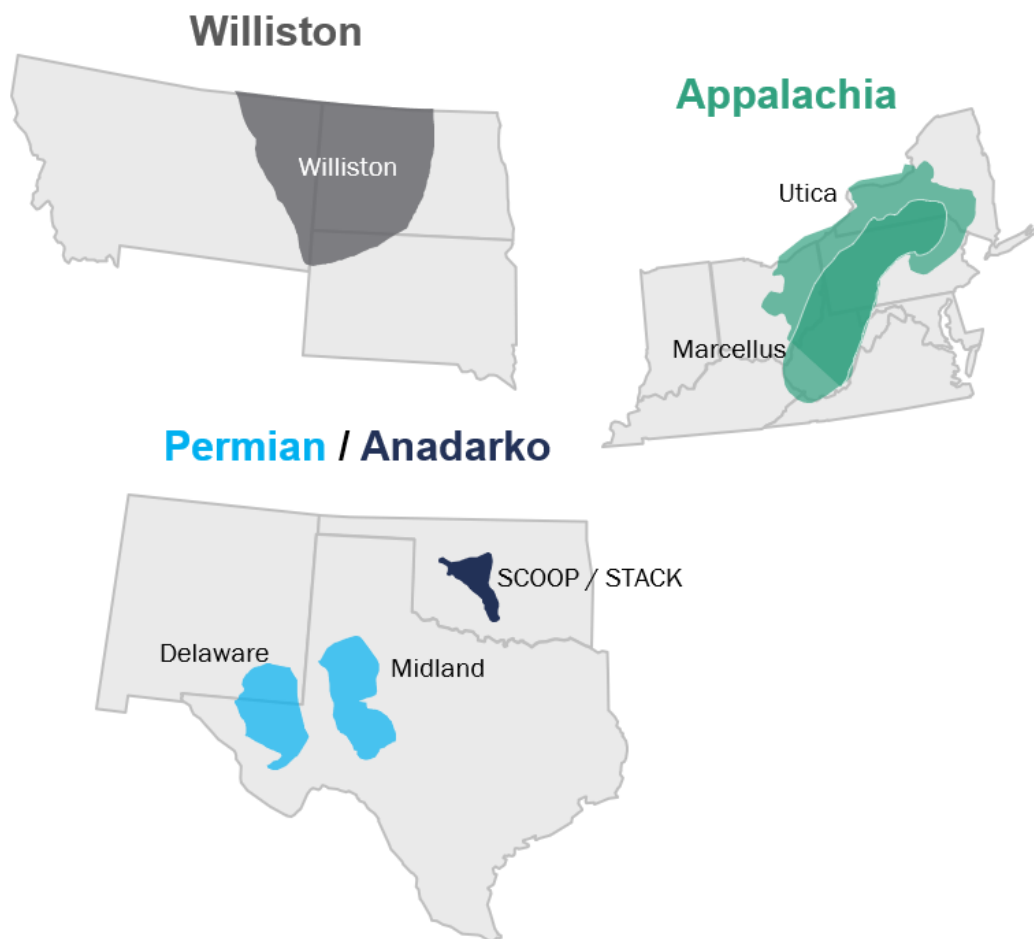 Williston
Williston
Appalachia
Utica
Marcellus
Permian / Anadarko
SCOOP / STACK
Delaware
Midland